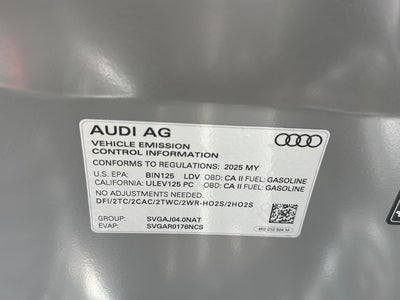 AUDI AG
VEHICLE EMISSION
CONTROL INFORMATION
CONFORMS TO REGULATIONS: 2025 MY
U.S. EPA: BIN125 LDV OBD: CA II FUEL: GASOLINE
CALIFORNIA: ULEV125 PC OBD: CA II FUEL: GASOLINE
NO ADJUSTMENTS NEEDED.
DFI/2TC/2CAC/2TWC/2WR-HO2S/2HO2S
GROUP: SVGAJ04.0NAT
EVAP: SVGAR0176NCS